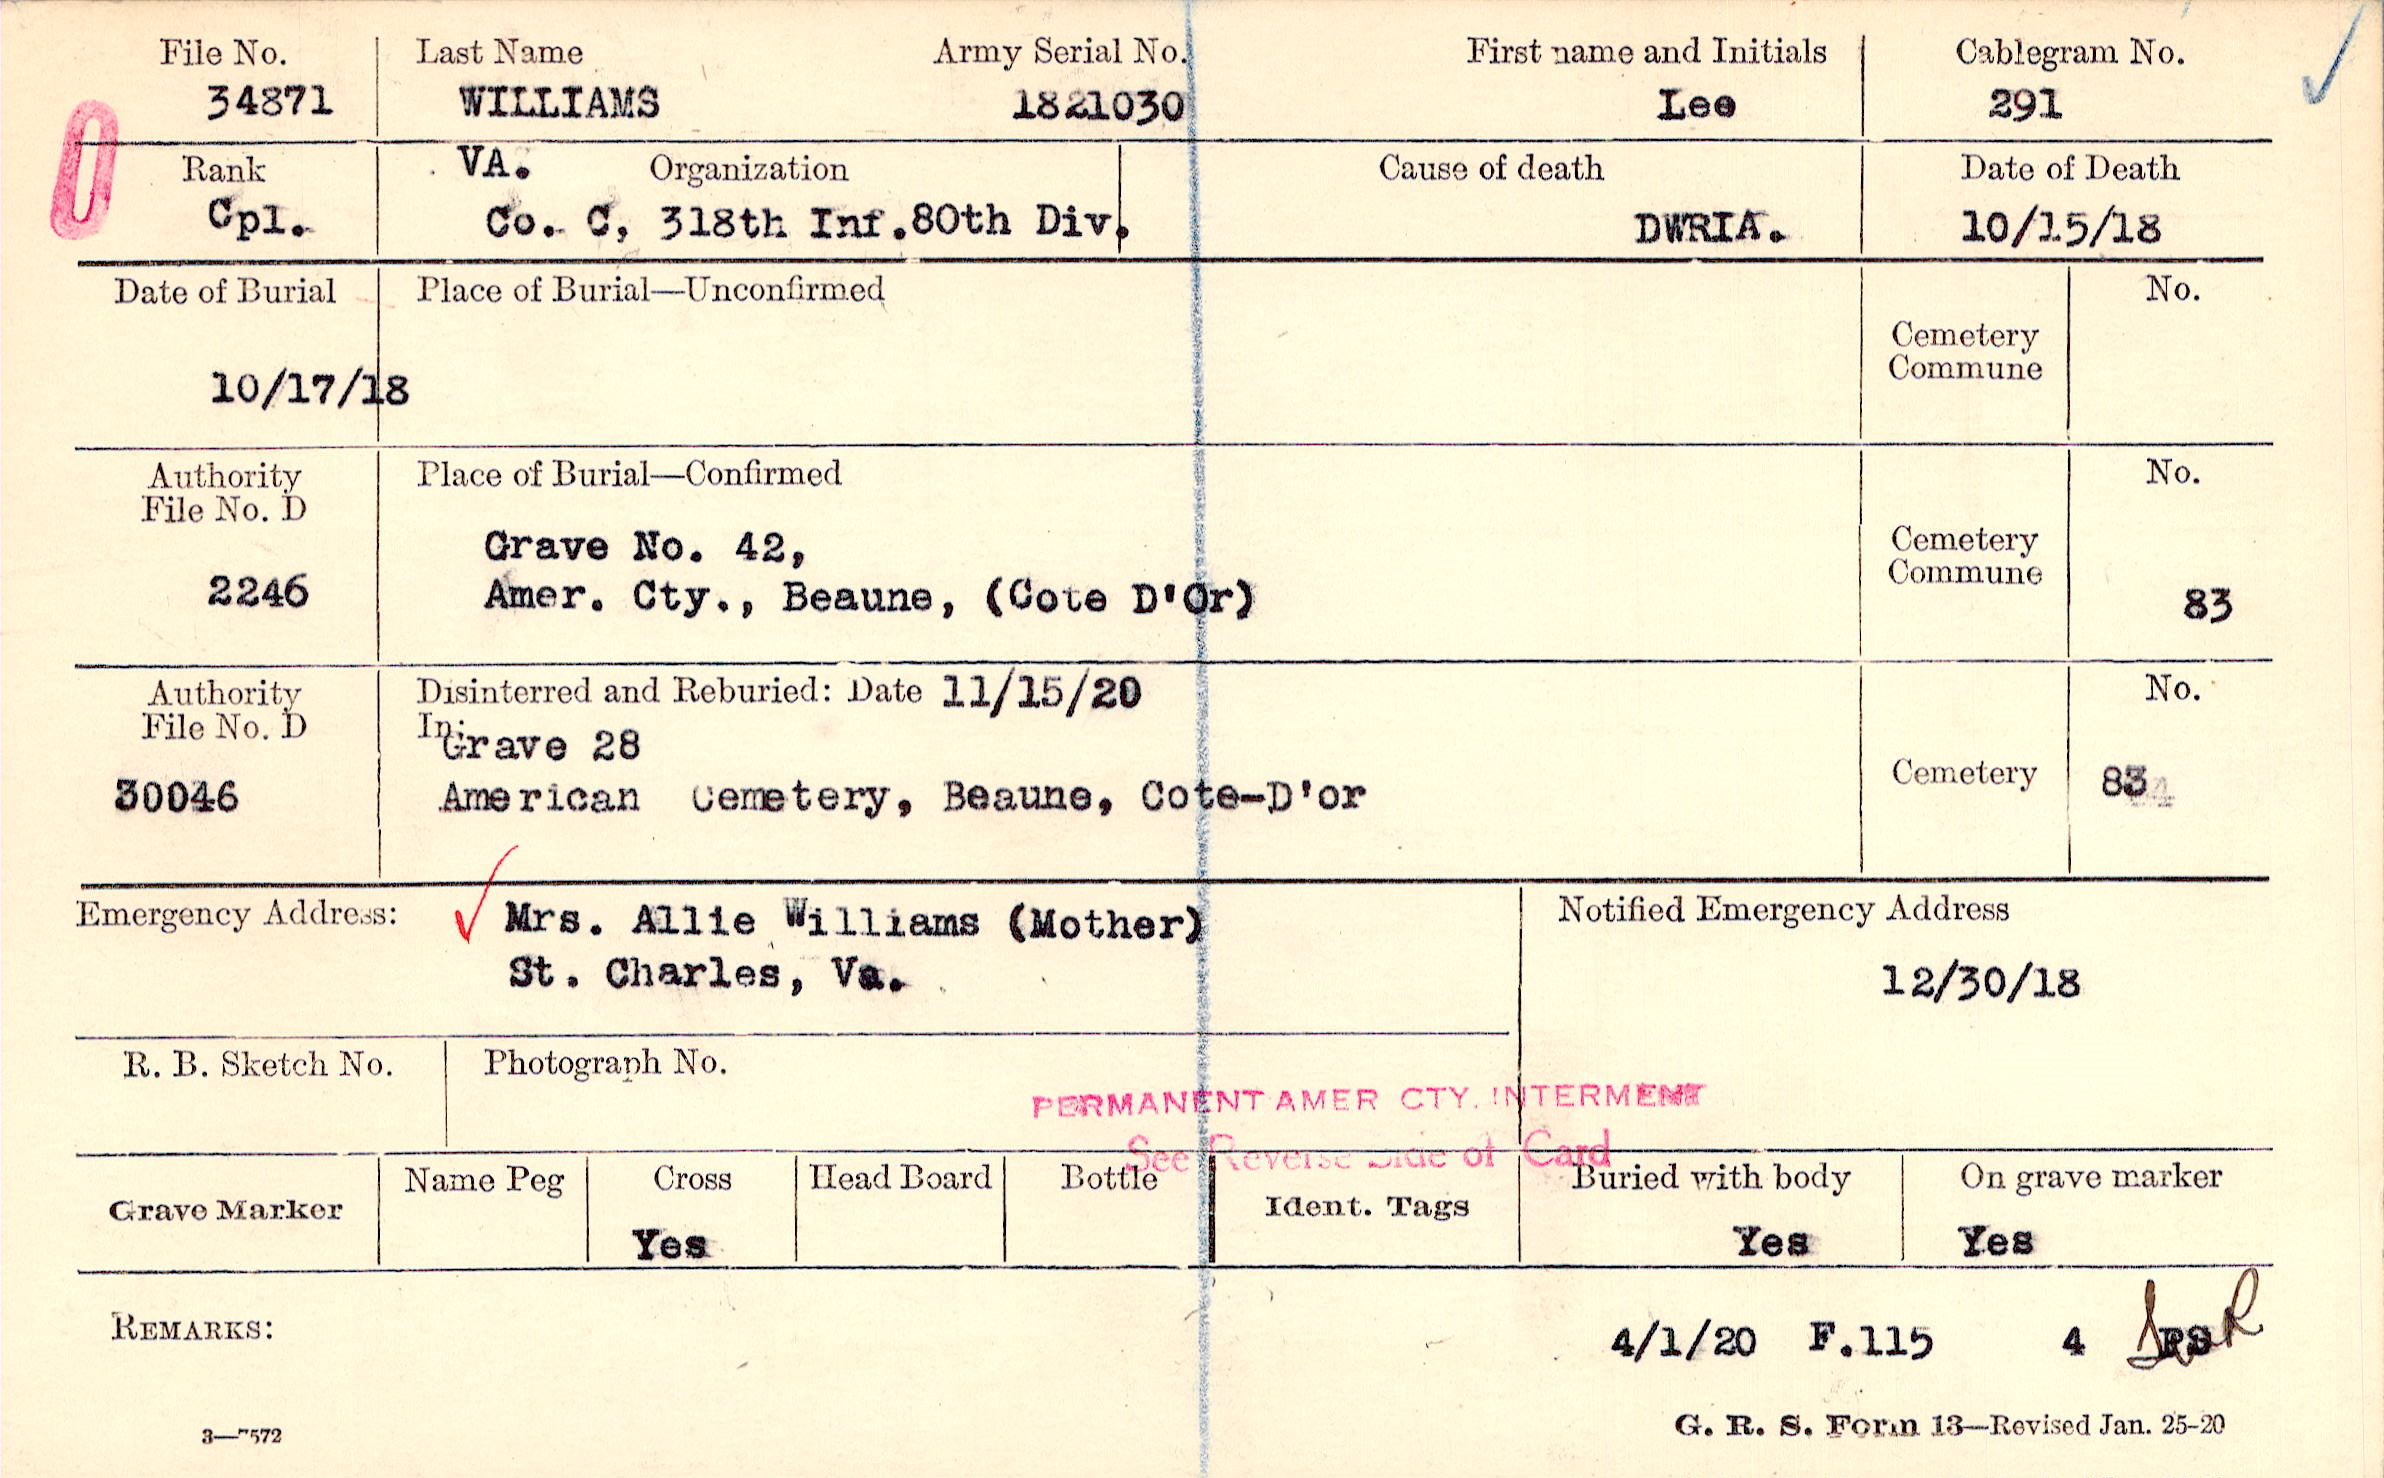 File No. Last Name Army Serial No. First name and Initials Cablegram No.
34871 WILLIAMS 1821030 Lee 291
Rank VA. Organization Cause of death Date of Death
Cpl. Co. C, 318th Inf.80th Div. DWRIA. 10/15/18
Date of Burial Place of Burial—Unconfirmed No.
Cemetery
Commune
10/17/18
Authority Place of Burial—Confirmed No.
File No. D
Grave No. 42, Cemetery
Commune
2246 Amer. Cty., Beaune, (Cote D'Or) 83
Authority Disinterred and Reburied: Date 11/15/20 No.
File No. D In:
Grave 28
Cemetery
30046 American Cemetery, Beaune, Cote-D'or 83
Emergency Address: Mrs. Allie Williams (Mother) Notified Emergency Address
St. Charles, Va. 12/30/18
R. B. Sketch No. Photograph No.
PERMANENT AMER CTY. INTERMENT
See Reverse Side of Card
Grave Marker Name Peg Cross Head Board Bottle Ident. Tags Buried with body On grave marker
Yes Yes Yes
REMARKS: 4/1/20 F.115 4
3—7572 G. R. S. Form 13—Revised Jan. 25-20